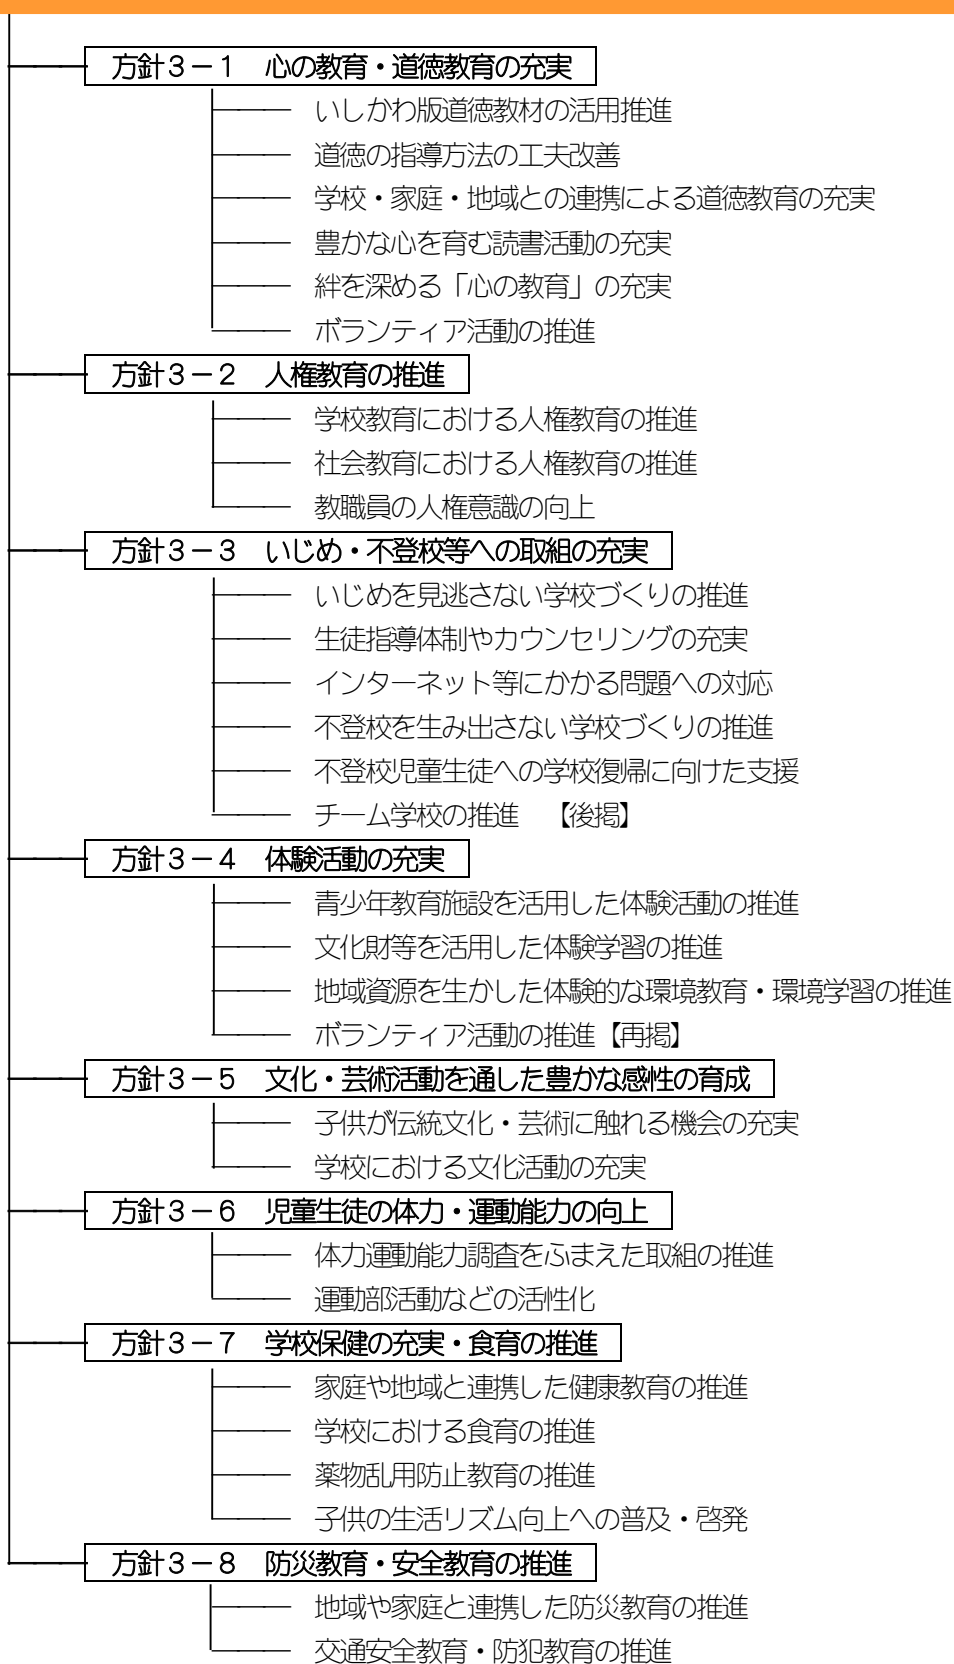 方針3-1 心の教育・道徳教育の充実
いしかわ版道徳教材の活用推進
道徳の指導方法の工夫改善
学校・家庭・地域との連携による道徳教育の充実
豊かな心を育む読書活動の充実
絆を深める「心の教育」の充実
ボランティア活動の推進
方針3-2 人権教育の推進
学校教育における人権教育の推進
社会教育における人権教育の推進
教職員の人権意識の向上
方針3-3 いじめ・不登校等への取組の充実
いじめを見逃さない学校づくりの推進
生徒指導体制やカウンセリングの充実
インターネット等にかかる問題への対応
不登校を生み出さない学校づくりの推進
不登校児童生徒への学校復帰に向けた支援
チーム学校の推進 【後掲】
方針3-4 体験活動の充実
青少年教育施設を活用した体験活動の推進
文化財等を活用した体験学習の推進
地域資源を生かした体験的な環境教育・環境学習の推進
ボランティア活動の推進【再掲】
方針3-5 文化・芸術活動を通した豊かな感性の育成
子供が伝統文化・芸術に触れる機会の充実
学校における文化活動の充実
方針3-6 児童生徒の体力・運動能力の向上
体力運動能力調査をふまえた取組の推進
運動部活動などの活性化
方針3-7 学校保健の充実・食育の推進
家庭や地域と連携した健康教育の推進
学校における食育の推進
薬物乱用防止教育の推進
子供の生活リズム向上への普及・啓発
方針3-8 防災教育・安全教育の推進
地域や家庭と連携した防災教育の推進
交通安全教育・防犯教育の推進